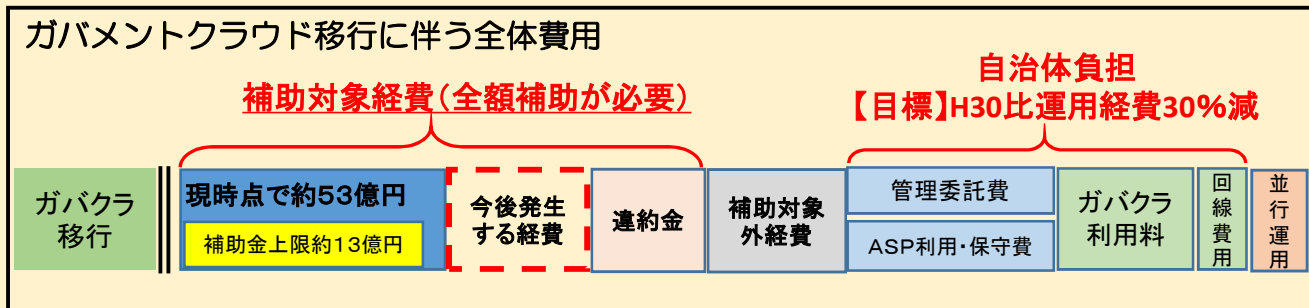 ガバメントクラウド移行に伴う全体費用
補助対象経費(全額補助が必要)
自治体負担
【目標】H30比運用経費30%減
ガバクラ
移行
現時点で約53億円
補助金上限約13億円
今後発生
する経費
違約金
補助対象
外経費
管理委託費
ASP利用・保守費
ガバクラ
利用料
回線費用
並行運用